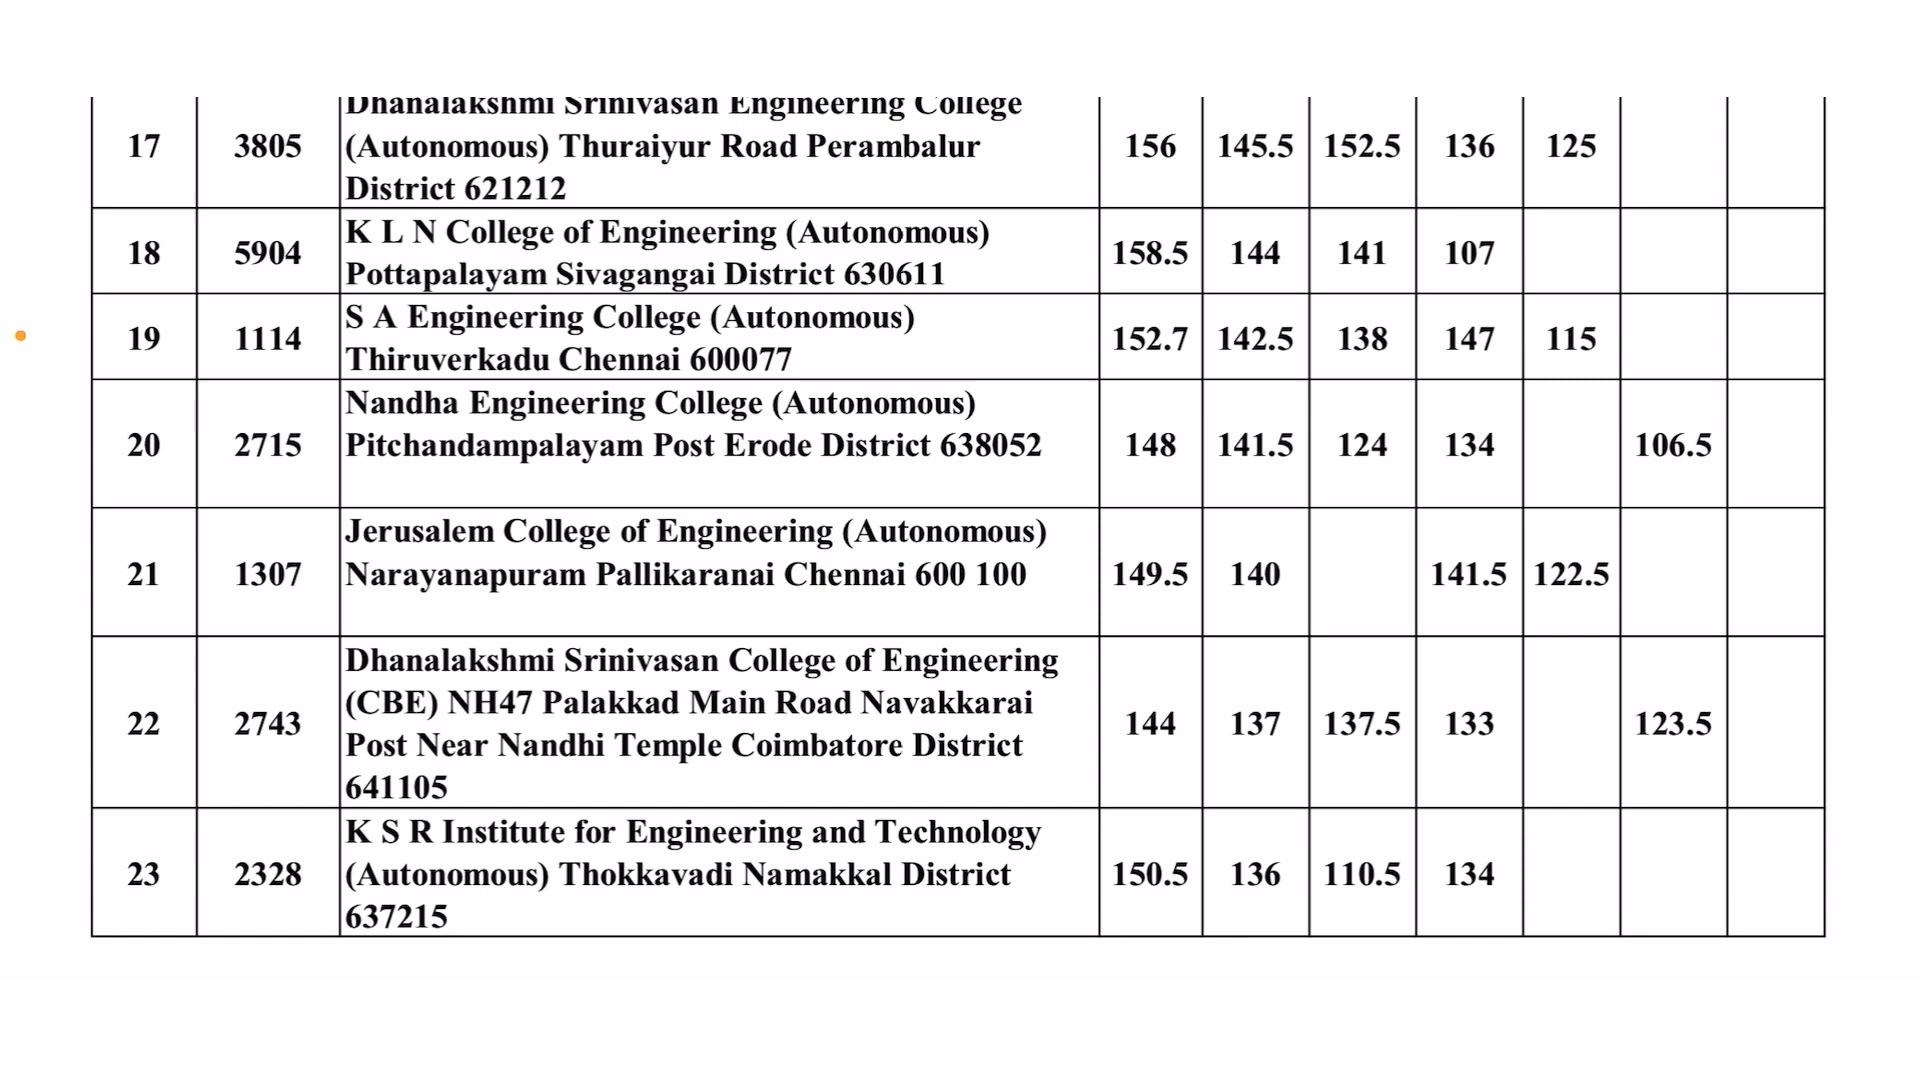 Dhanalakshmi Srinivasan Engineering College
17 3805 (Autonomous) Thuraiyur Road Perambalur 156 145.5 152.5 136 125
District 621212
K L N College of Engineering (Autonomous)
18 5904 158.5 144 141 107
Pottapalayam Sivagangai District 630611
S A Engineering College (Autonomous)
19 1114 152.7 142.5 138 147 115
Thiruverkadu Chennai 600077
Nandha Engineering College (Autonomous)
20 2715 Pitchandampalayam Post Erode District 638052 148 141.5 124 134 106.5
Jerusalem College of Engineering (Autonomous)
21 1307 Narayanapuram Pallikaranai Chennai 600 100 149.5 140 141.5 122.5
Dhanalakshmi Srinivasan College of Engineering
(CBE) NH47 Palakkad Main Road Navakkarai
22 2743 144 137 137.5 133 123.5
Post Near Nandhi Temple Coimbatore District
641105
K S R Institute for Engineering and Technology
23 2328 (Autonomous) Thokkavadi Namakkal District 150.5 136 110.5 134
637215